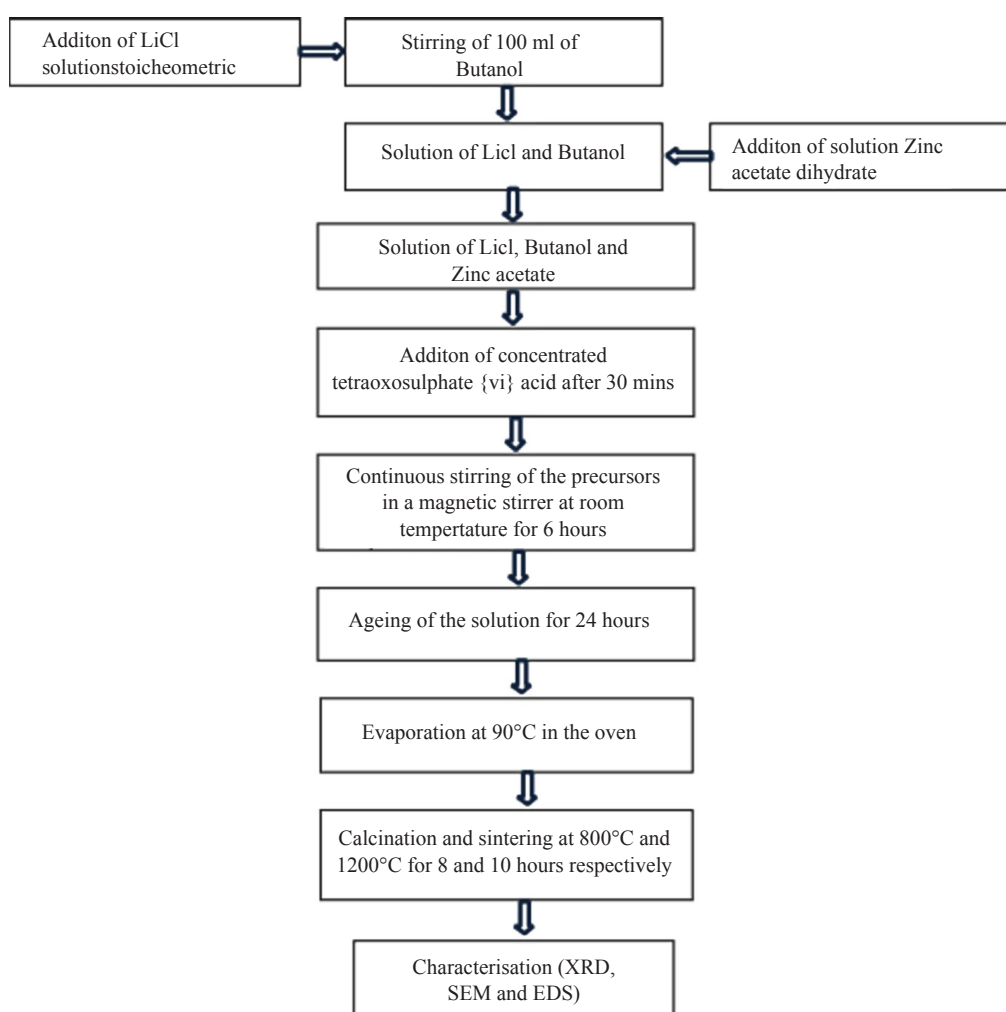 Additon of LiCl
solutionstoicheometric
Stirring of 100 ml of
Butanol
Solution of Licl and Butanol
Additon of solution Zinc
acetate dihydrate
Solution of Licl, Butanol and
Zinc acetate
Additon of concentrated
tetraoxosulphate {vi} acid after 30 mins
Continuous stirring of the precursors
in a magnetic stirrer at room
tempertature for 6 hours
Ageing of the solution for 24 hours
Evaporation at 90°C in the oven
Calcination and sintering at 800°C and
1200°C for 8 and 10 hours respectively
Characterisation (XRD,
SEM and EDS)